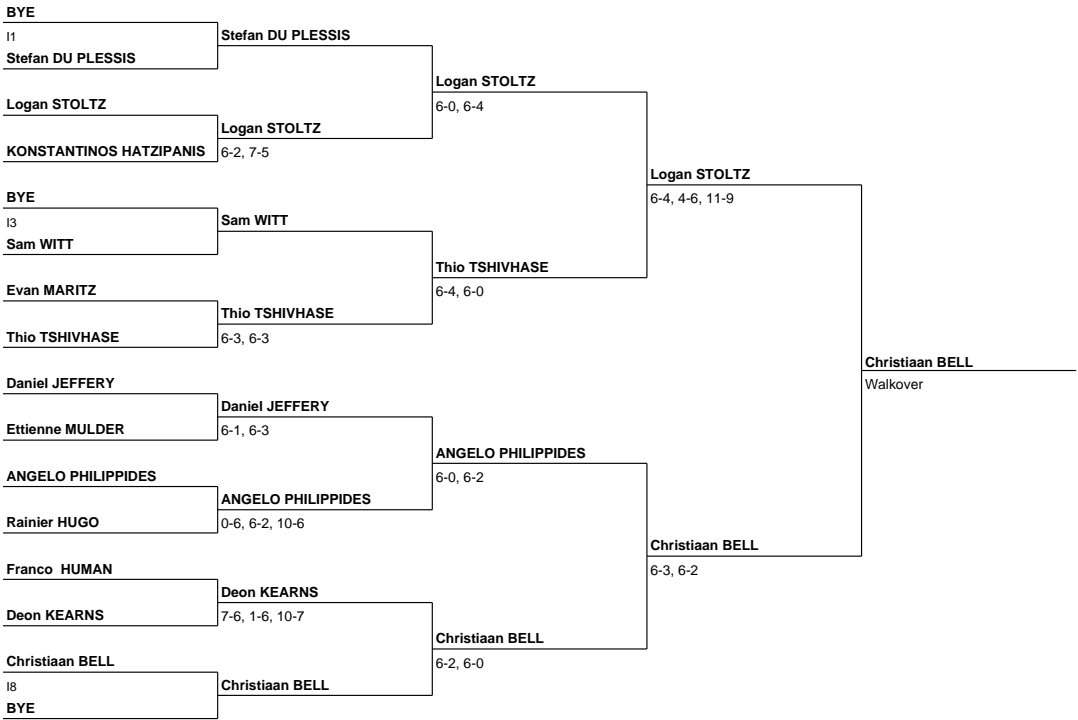 BYE
I1
Stefan DU PLESSIS
Logan STOLTZ
KONSTANTINOS HATZIPANIS
BYE
I3
Sam WITT
Evan MARITZ
Thio TSHIVHASE
Daniel JEFFERY
Ettienne MULDER
ANGELO PHILIPPIDES
Rainier HUGO
Franco  HUMAN
Deon KEARNS
Christiaan BELL
I8
BYE
Stefan DU PLESSIS
Logan STOLTZ
6-2, 7-5
Sam WITT
Thio TSHIVHASE
6-3, 6-3
Daniel JEFFERY
6-1, 6-3
ANGELO PHILIPPIDES
0-6, 6-2, 10-6
Deon KEARNS
7-6, 1-6, 10-7
Christiaan BELL
Logan STOLTZ
6-0, 6-4
Thio TSHIVHASE
6-4, 6-0
ANGELO PHILIPPIDES
6-0, 6-2
Christiaan BELL
6-2, 6-0
Logan STOLTZ
6-4, 4-6, 11-9
Christiaan BELL
6-3, 6-2
Christiaan BELL
Walkover